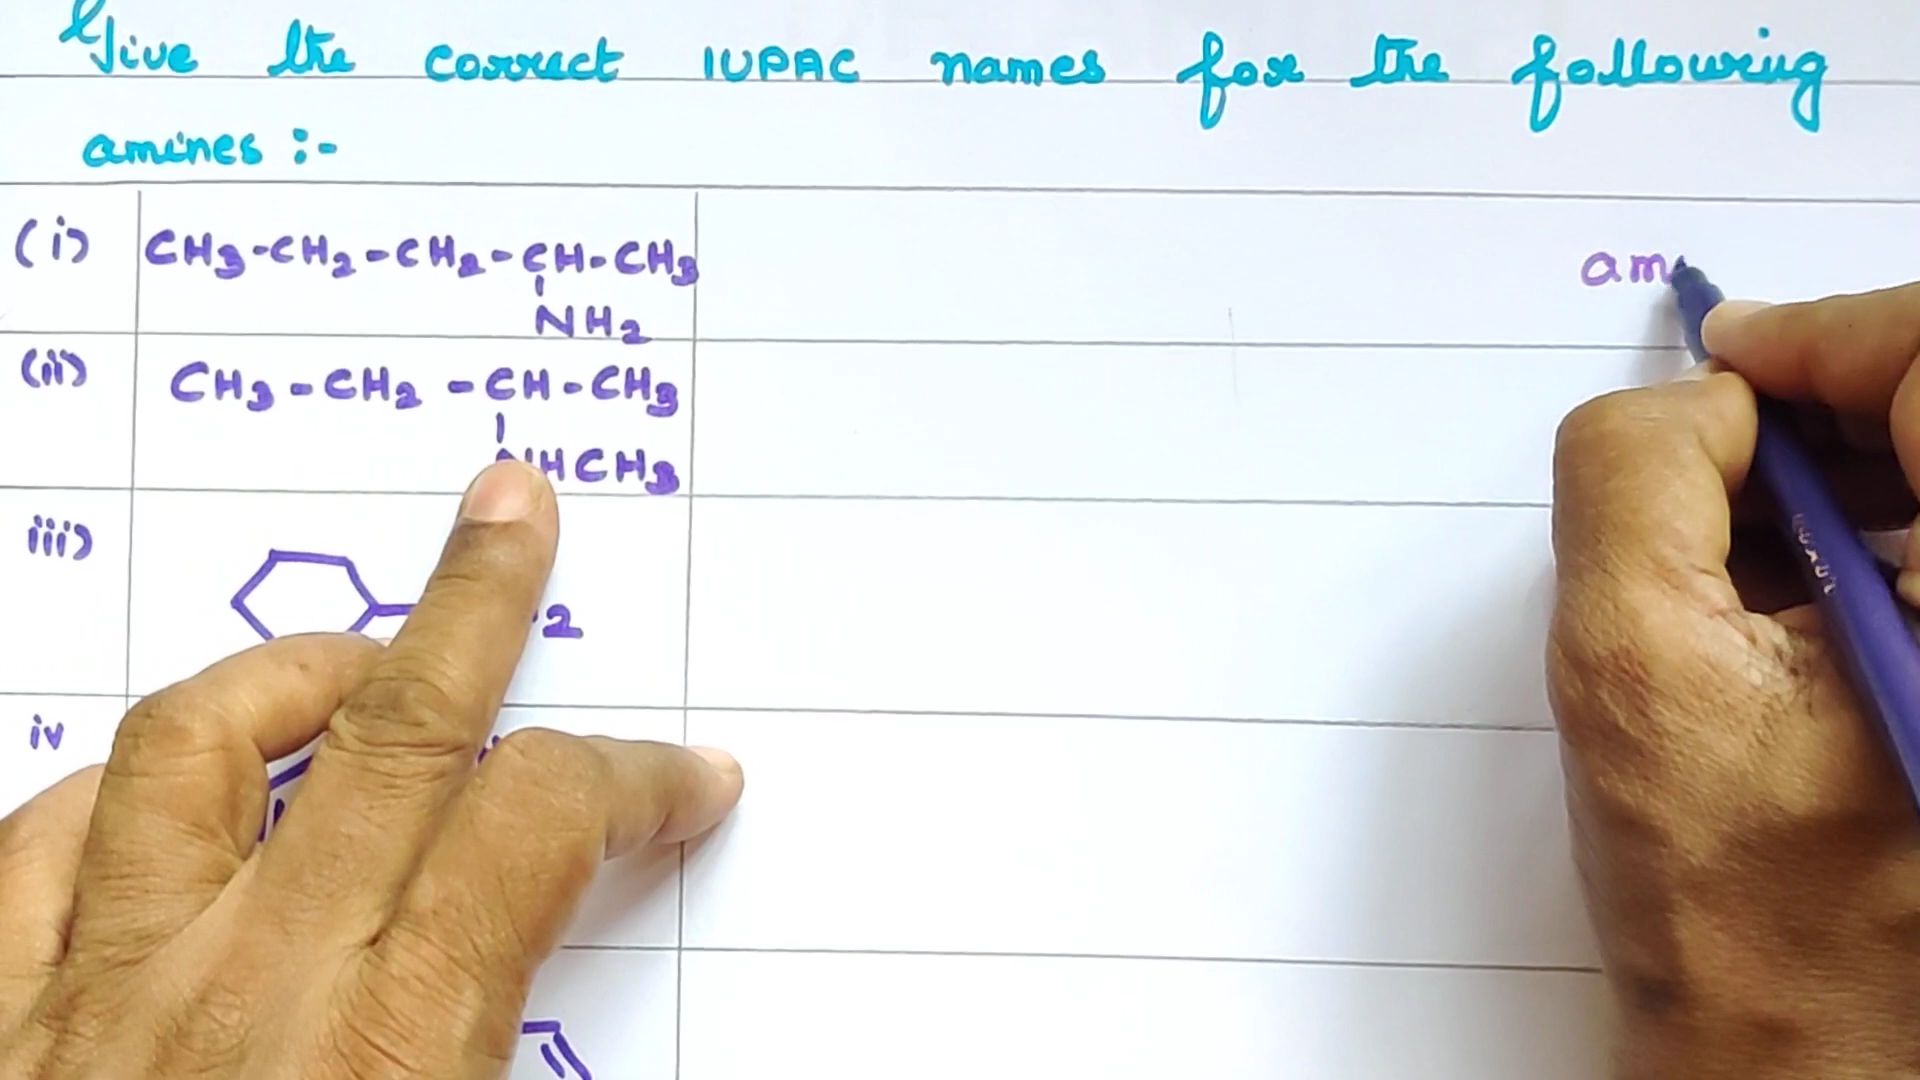 Give the correct IUPAC names for the following
amines :-
(i) CH3-CH2-CH2-CH-CH3
NH2
am
(ii) CH3-CH2-CH-CH3
NHCH3
iii) 2
iv